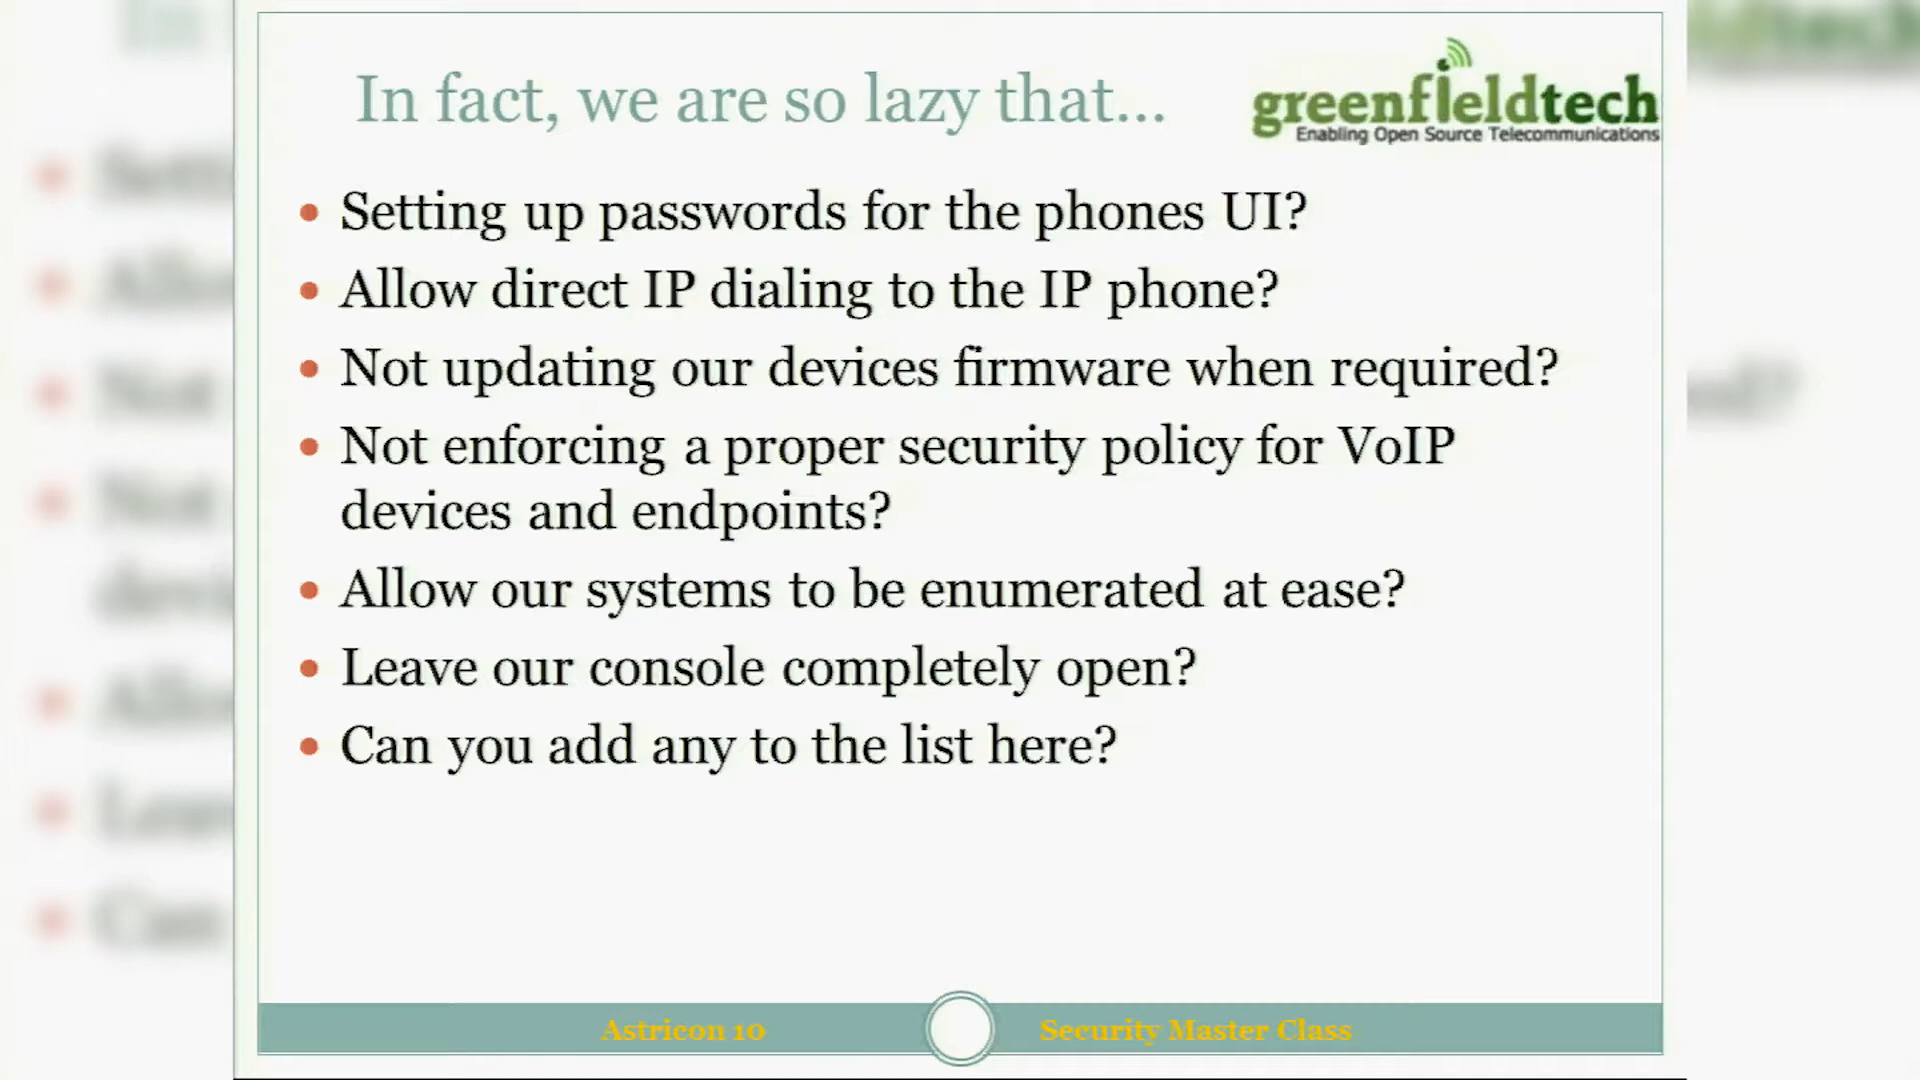 In fact, we are so lazy that...
greenfieldtech
Enabling Open Source Telecommunications
• Setting up passwords for the phones UI?
• Allow direct IP dialing to the IP phone?
• Not updating our devices firmware when required?
• Not enforcing a proper security policy for VoIP
devices and endpoints?
• Allow our systems to be enumerated at ease?
• Leave our console completely open?
• Can you add any to the list here?
Astricon 10
Security Master Class